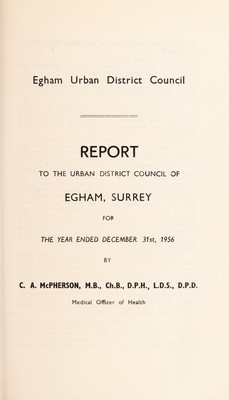 Egham Urban District Council
REPORT
TO THE URBAN DISTRICT COUNCIL OF
EGHAM, SURREY
FOR
THE YEAR ENDED DECEMBER 31st, 1956
BY
C. A. McPHERSON, M.B., Ch.B., D.P.H., L.D.S., D.P.D.
Medical Officer of Health